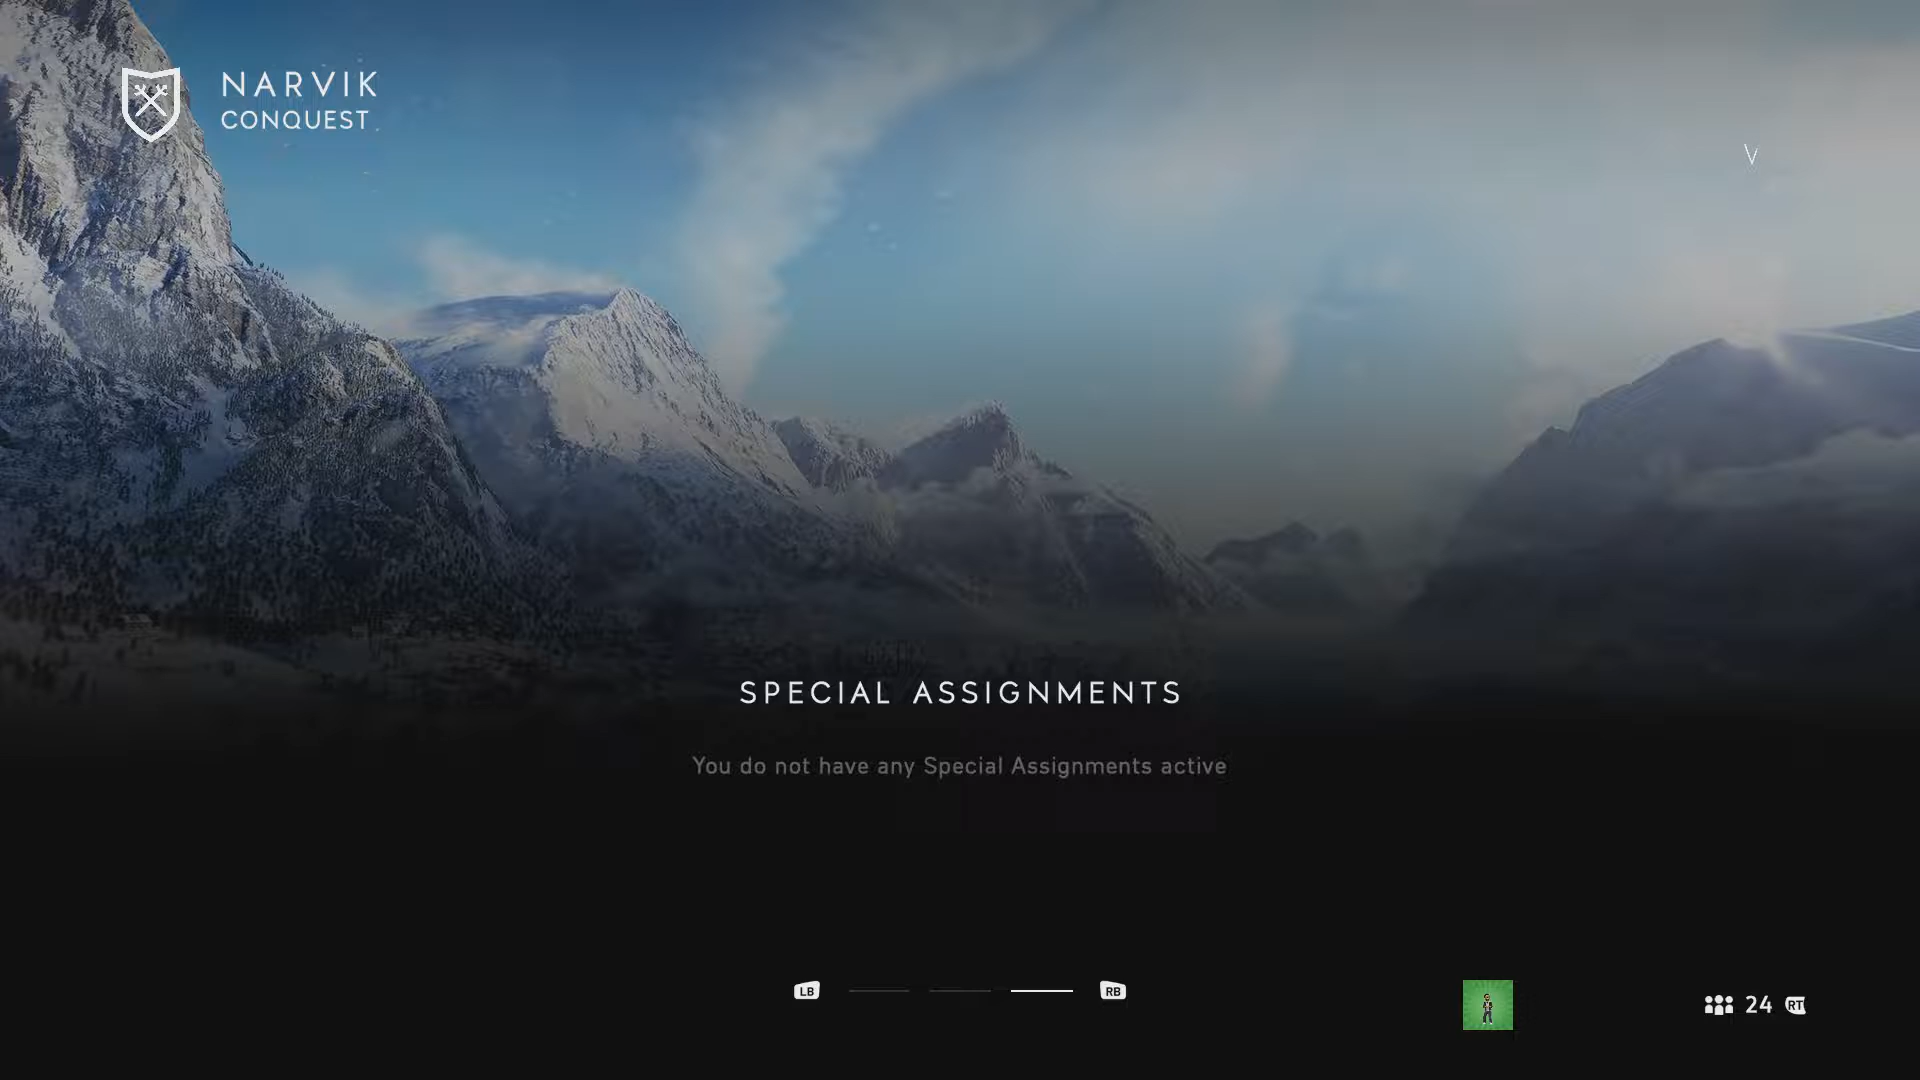 NARVIK
CONQUEST
V
SPECIAL ASSIGNMENTS
You do not have any Special Assignments active
LB
RB
24 RT